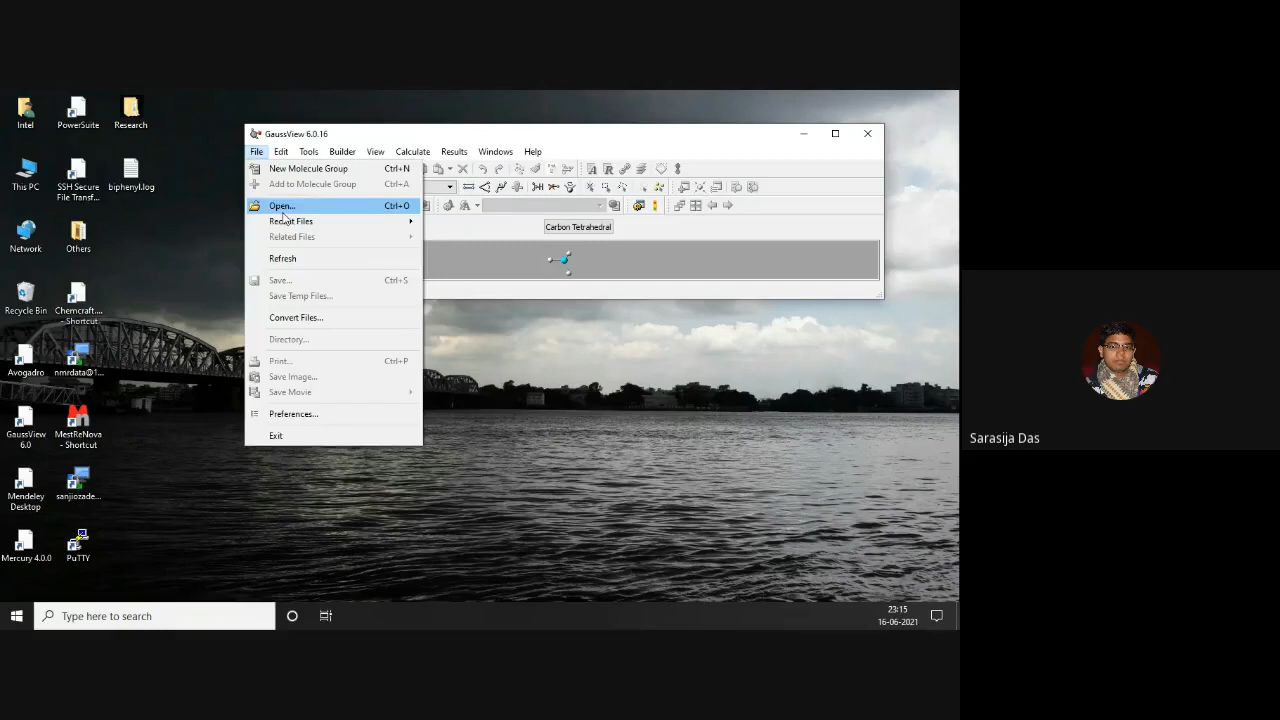 Intel
PowerSuite
Research
This PC
SSH Secure
File Transf...
biphenyl.log
Network
Others
Recycle Bin
Chemcraft....
- Shortcut
Avogadro
nmrdata@1...
GaussView
6.0
MestReNova
- Shortcut
Mendeley
Desktop
sanjiozade...
Mercury 4.0.0
PuTTY
GaussView 6.0.16
File Edit Tools Builder View Calculate Results Windows Help
New Molecule Group Ctrl+N
Add to Molecule Group Ctrl+A
Open... Ctrl+O
Recent Files
Related Files
Refresh
Save... Ctrl+S
Save Temp Files...
Convert Files...
Directory...
Print... Ctrl+P
Save Image...
Save Movie
Preferences...
Exit
Carbon Tetrahedral
Type here to search
23:15
16-06-2021
Sarasija Das